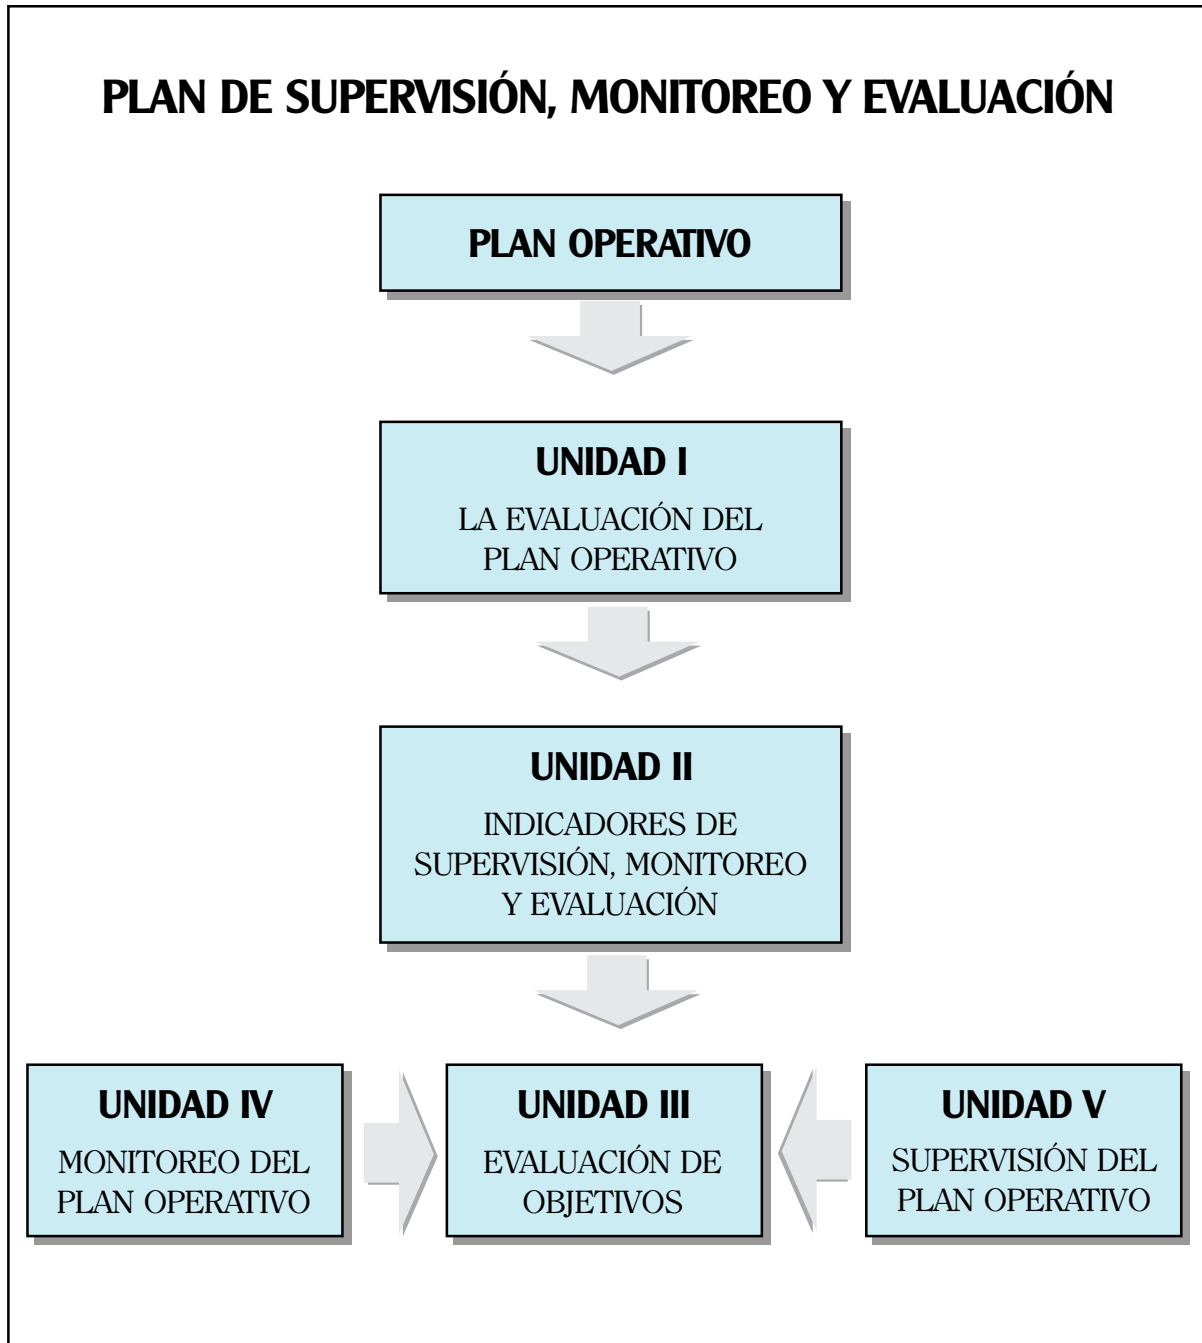 PLAN DE SUPERVISIÓN, MONITOREO Y EVALUACIÓN
PLAN OPERATIVO
UNIDAD I
LA EVALUACIÓN DEL
PLAN OPERATIVO
UNIDAD II
INDICADORES DE
SUPERVISIÓN, MONITOREO
Y EVALUACIÓN
UNIDAD IV
MONITOREO DEL
PLAN OPERATIVO
UNIDAD III
EVALUACIÓN DE
OBJETIVOS
UNIDAD V
SUPERVISIÓN DEL
PLAN OPERATIVO